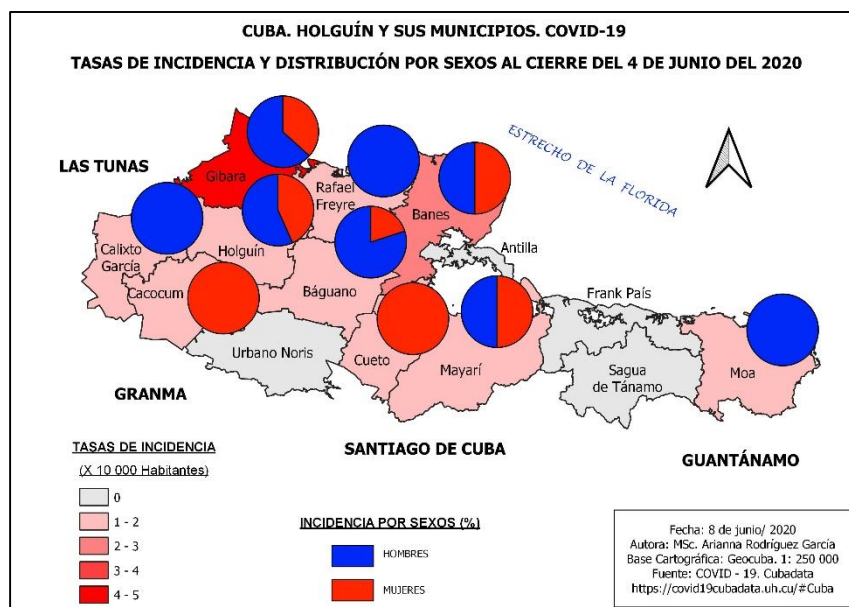 CUBA. HOLGUÍN Y SUS MUNICIPIOS. COVID-19
TASAS DE INCIDENCIA Y DISTRIBUCIÓN POR SEXOS AL CIERRE DEL 4 DE JUNIO DEL 2020
ESTRECHO DE LA FLORIDA
LAS TUNAS
Gibara
Rafael
Freyre
Banes
Calixto
García
Holguín
Antilla
Cacocum
Báguano
Frank País
Urbano Noris
Cueto
Mayarí
Sagua
de Tánamo
Moa
GRANMA
SANTIAGO DE CUBA
GUANTÁNAMO
TASAS DE INCIDENCIA
(X 10 000 Habitantes)
0
1 - 2
2 - 3
3 - 4
4 - 5
INCIDENCIA POR SEXOS (%)
HOMBRES
MUJERES
Fecha: 8 de junio/ 2020
Autora: MSc. Arianna Rodríguez García
Base Cartográfica: Geocuba. 1: 250 000
Fuente: COVID - 19. Cubadata
https://covid19cubadata.uh.cu/#Cuba